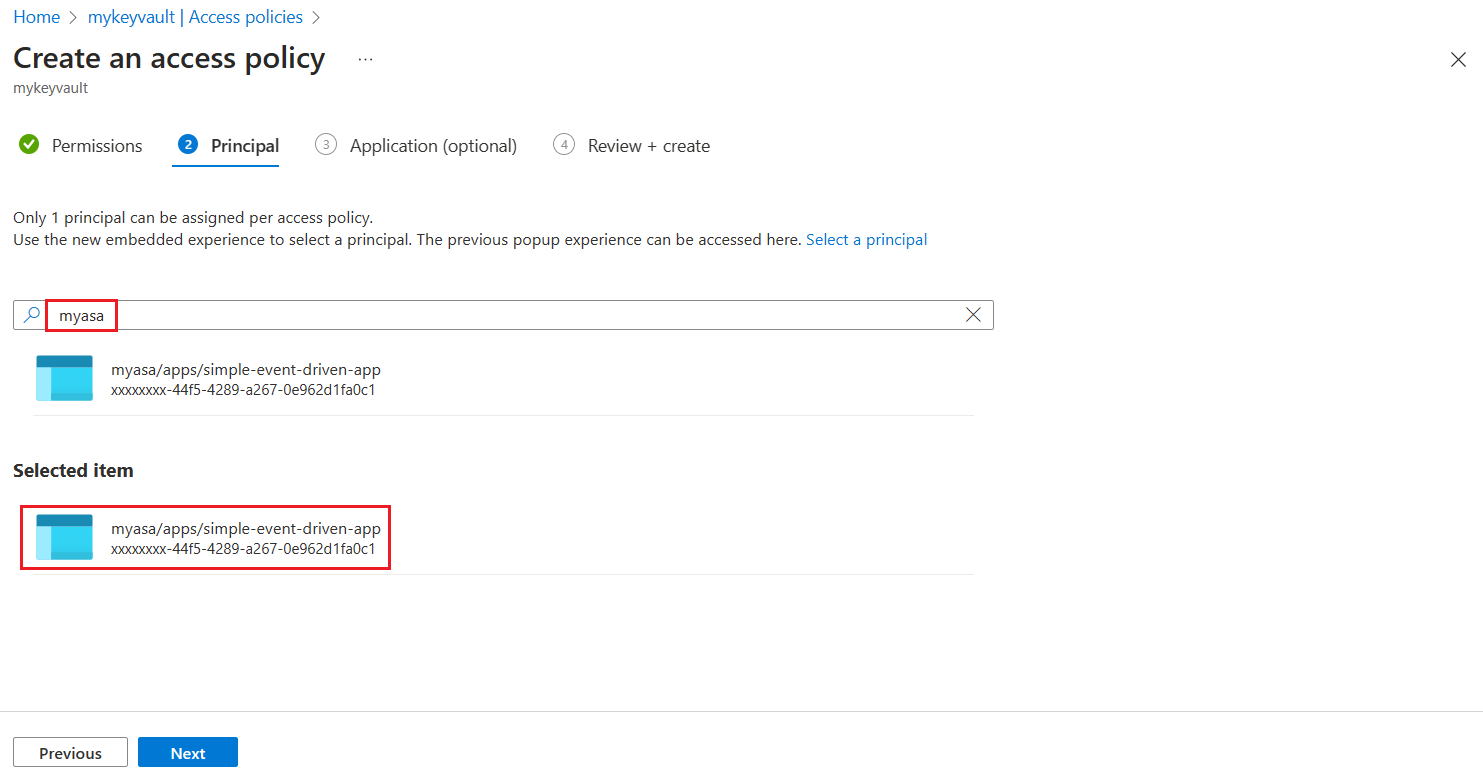 Home > mykeyvault | Access policies >
Create an access policy ...
mykeyvault
Permissions 2 Principal 3 Application (optional) 4 Review + create
Only 1 principal can be assigned per access policy.
Use the new embedded experience to select a principal. The previous popup experience can be accessed here. Select a principal
myasa
myasa/apps/simple-event-driven-app
xxxxxxxx-44f5-4289-a267-0e962d1fa0c1
Selected item
myasa/apps/simple-event-driven-app
xxxxxxxx-44f5-4289-a267-0e962d1fa0c1
Previous Next